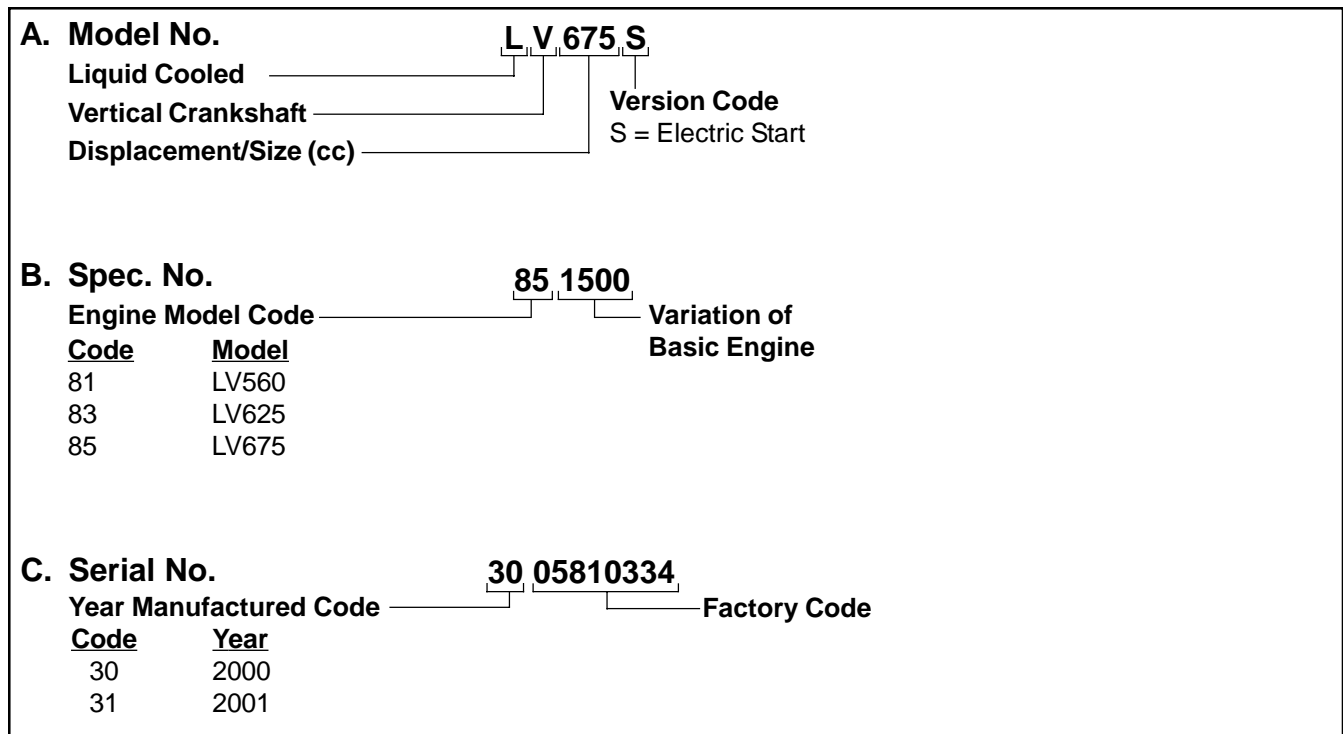 A. Model No. L V 675 S
Liquid Cooled
Vertical Crankshaft
Displacement/Size (cc)
Version Code
S = Electric Start
B. Spec. No. 85 1500
Engine Model Code
Variation of
Basic Engine
Code Model
81 LV560
83 LV625
85 LV675
C. Serial No. 30 05810334
Year Manufactured Code
Factory Code
Code Year
30 2000
31 2001